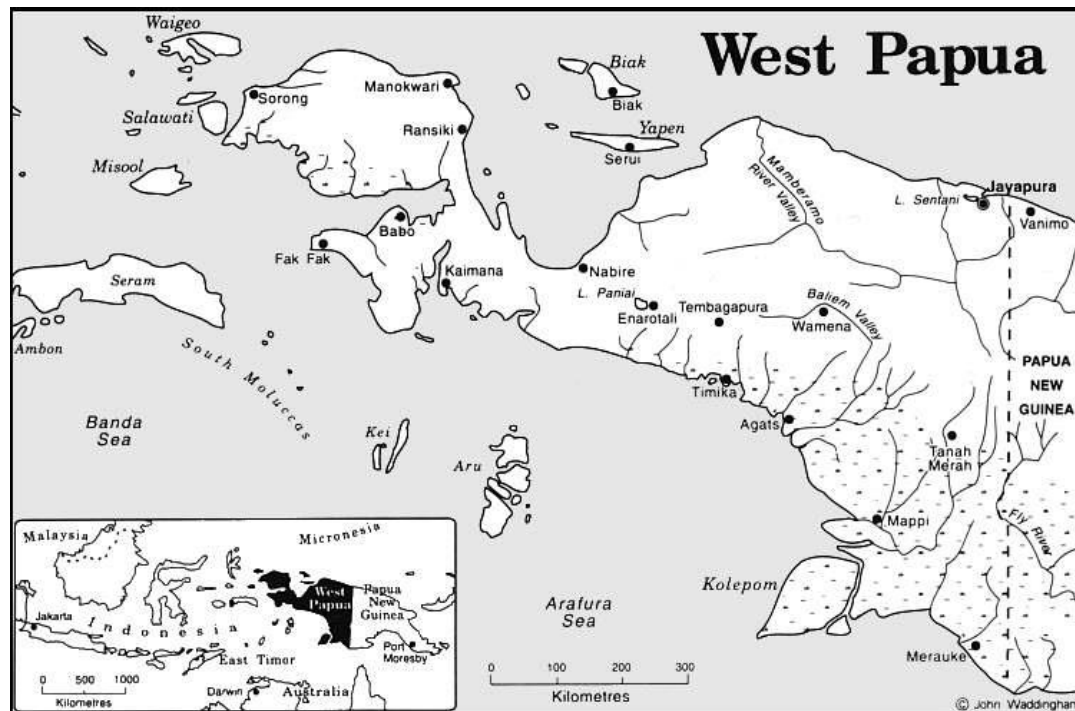 West Papua
Waigeo
Biak
Biak
Sorong
Manokwari
Salawati
Ransiki
Yapen
Serui
Misool
Mamberamo
River Valley
Jayapura
L. Sentani
Vanimo
Babo
Fak Fak
Kaimana
Nabire
Seram
L. Paniai
Enarotali
Tembagapura
Baliem Valley
Wamena
Ambon
South Moluccas
PAPUA
NEW
GUINEA
Timika
Banda
Sea
Agats
Kei
Aru
Tanah
Merah
Mappi
Fly River
Kolepom
Arafura
Sea
Merauke
0 100 200 300
Kilometres
© John Waddingham
Malaysia
Micronesia
West
Papua
Papua
New
Guinea
Jakarta
Indonesia
Port
Moresby
East Timor
0 500 1000
Kilometres
Darwin
Australia